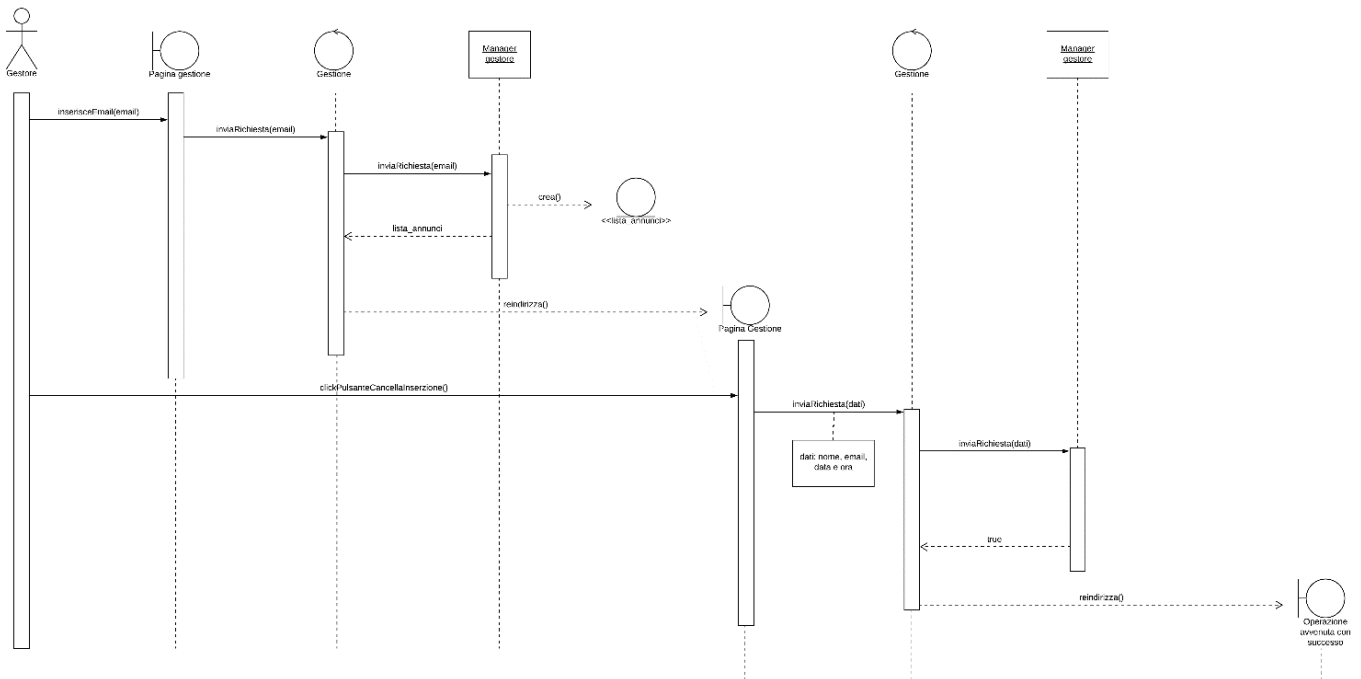 Gestore
Pagina gestione
Gestione
Manager
gestore
Gestione
Manager
gestore
inserisceEmail(email)
inviaRichiesta(email)
inviaRichiesta(email)
crea()
<<lista_annunci>>
lista_annunci
reindirizza()
Pagina Gestione
clickPulsanteCancellaInserzione()
inviaRichiesta(dati)
inviaRichiesta(dati)
dati: nome, email,
data e ora
true
reindirizza()
Operazione
avvenuta con
successo